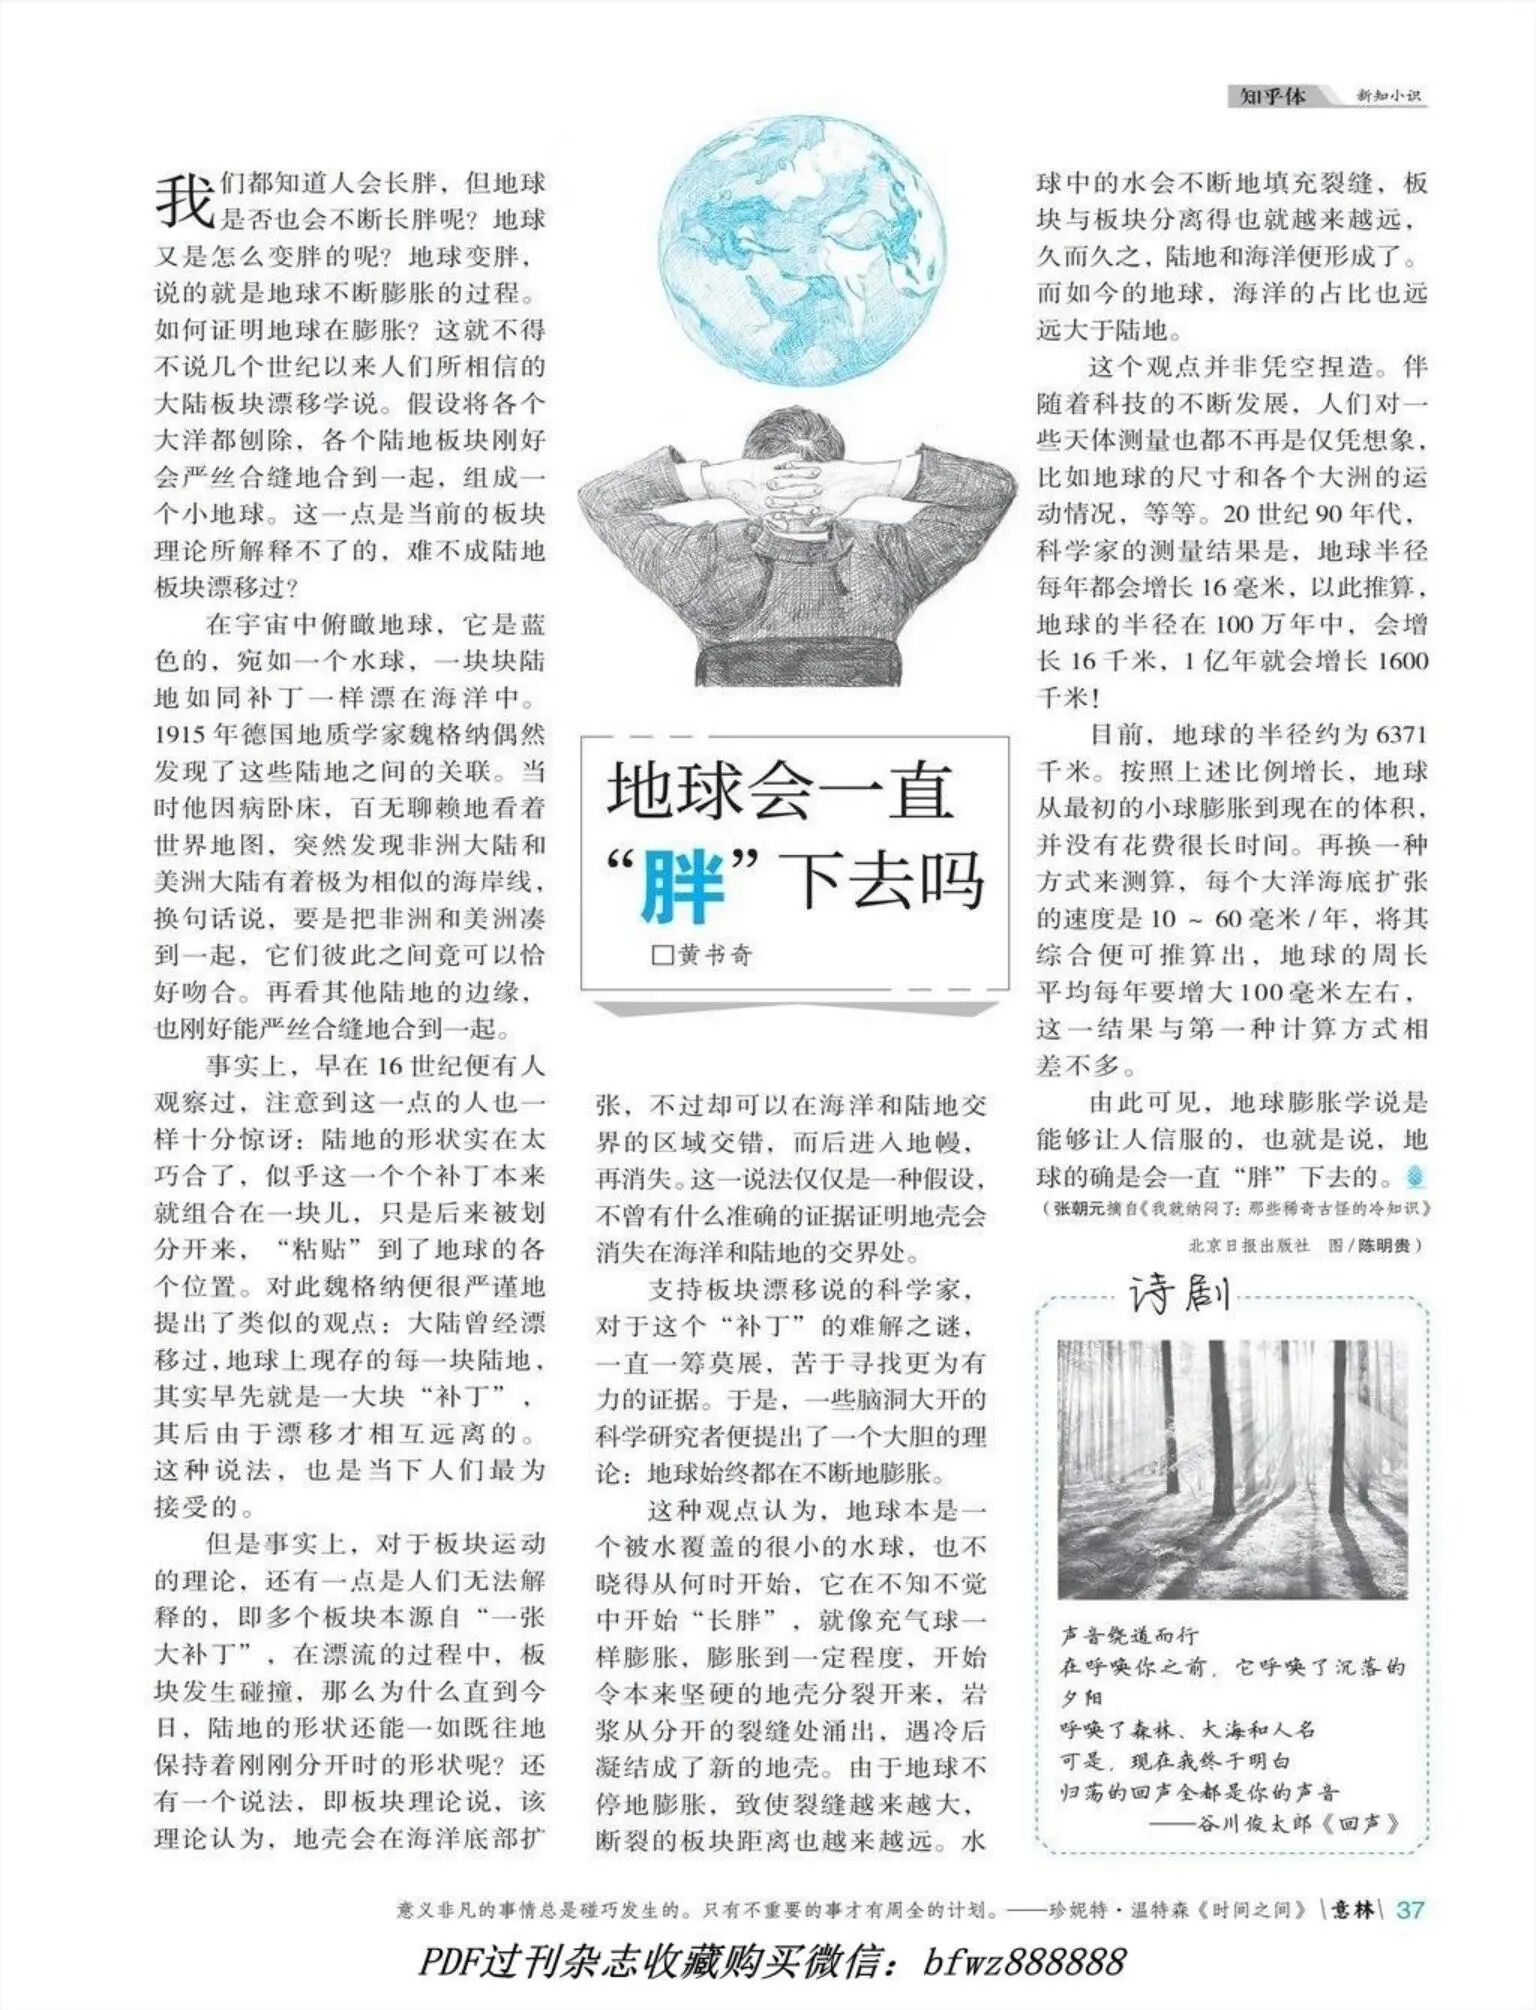 知乎体 新知小识
我们都知道人会长胖，但地球
是否也会不断长胖呢？地球
又是怎么变胖的呢？地球变胖，
说的就是地球不断膨胀的过程。
如何证明地球在膨胀？这就不得
不说几个世纪以来人们所相信的
大陆板块漂移学说。假设将各个
大洋都刨除，各个陆地板块刚好
会严丝合缝地合到一起，组成一
个小地球。这一点是当前的板块
理论所解释不了的，难不成陆地
板块漂移过？
在宇宙中俯瞰地球，它是蓝
色的，宛如一个水球，一块块陆
地如同补丁一样漂在海洋中。
1915年德国地质学家魏格纳偶然
发现了这些陆地之间的关联。当
时他因病卧床，百无聊赖地看着
世界地图，突然发现非洲大陆和
美洲大陆有着极为相似的海岸线，
换句话说，要是把非洲和美洲凑
到一起，它们彼此之间竟可以恰
好吻合。再看其他陆地的边缘，
也刚好能严丝合缝地合到一起。
事实上，早在16世纪便有人
观察过，注意到这一点的人也一
样十分惊讶：陆地的形状实在太
巧合了，似乎这一个个补丁本来
就组合在一块儿，只是后来被划
分开来，“粘贴”到了地球的各
个位置。对此魏格纳便很严谨地
提出了类似的观点：大陆曾经漂
移过，地球上现存的每一块陆地，
其实早先就是一大块“补丁”，
其后由于漂移才相互远离的。
这种说法，也是当下人们最为
接受的。
但是事实上，对于板块运动
的理论，还有一点是人们无法解
释的，即多个板块本源自“一张
大补丁”，在漂流的过程中，板
块发生碰撞，那么为什么直到今
日，陆地的形状还能一如既往地
保持着刚刚分开时的形状呢？还
有一个说法，即板块理论说，该
理论认为，地壳会在海洋底部扩
地球会一直
“胖”下去吗
□黄书奇
张，不过却可以在海洋和陆地交
界的区域交错，而后进入地幔，
再消失。这一说法仅仅是一种假设，
不曾有什么准确的证据证明地壳会
消失在海洋和陆地的交界处。
支持板块漂移说的科学家，
对于这个“补丁”的难解之谜，
一直一筹莫展，苦于寻找更为有
力的证据。于是，一些脑洞大开的
科学研究者便提出了一个大胆的理
论：地球始终都在不断地膨胀。
这种观点认为，地球本是一
个被水覆盖的很小的水球，也不
晓得从何时开始，它在不知不觉
中开始“长胖”，就像充气球一
样膨胀，膨胀到一定程度，开始
令本来坚硬的地壳分裂开来，岩
浆从分开的裂缝处涌出，遇冷后
凝结成了新的地壳。由于地球不
停地膨胀，致使裂缝越来越大，
断裂的板块距离也越来越远。水
球中的水会不断地填充裂缝，板
块与板块分离得也就越来越远，
久而久之，陆地和海洋便形成了。
而如今的地球，海洋的占比也远
远大于陆地。
这个观点并非凭空捏造。伴
随着科技的不断发展，人们对一
些天体测量也都不再是仅凭想象，
比如地球的尺寸和各个大洲的运
动情况，等等。20世纪90年代，
科学家的测量结果是，地球半径
每年都会增长16毫米，以此推算，
地球的半径在100万年中，会增
长16千米，1亿年就会增长1600
千米！
目前，地球的半径约为6371
千米。按照上述比例增长，地球
从最初的小球膨胀到现在的体积，
并没有花费很长时间。再换一种
方式来测算，每个大洋海底扩张
的速度是10～60毫米/年，将其
综合便可推算出，地球的周长
平均每年要增大100毫米左右，
这一结果与第一种计算方式相
差不多。
由此可见，地球膨胀学说是
能够让人信服的，也就是说，地
球的确是会一直“胖”下去的。
（张朝元摘自《我就纳闷了：那些稀奇古怪的冷知识》
北京日报出版社 图/陈明贵）
诗剧
声音绕道而行
在呼唤你之前，它呼唤了沉落的
夕阳
呼唤了森林、大海和人名
可是，现在我终于明白
归荡的回声全都是你的声音
——谷川俊太郎《回声》
意义非凡的事情总是碰巧发生的。只有不重要的事才有周全的计划。——珍妮特·温特森《时间之间》 \意林\ 37
PDF过刊杂志收藏购买微信：bfwz888888